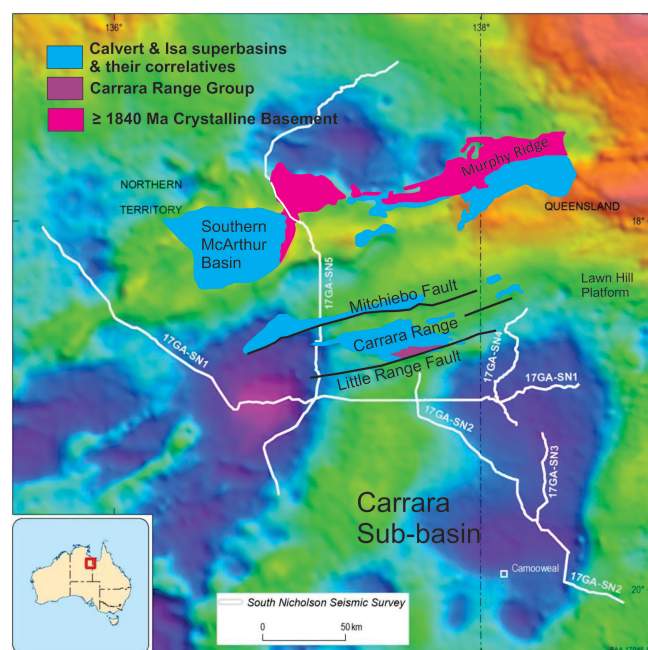 136°
138°
Calvert & Isa superbasins
& their correlatives
Carrara Range Group
≥ 1840 Ma Crystalline Basement
Murphy Ridge
NORTHERN
TERRITORY
QUEENSLAND
18°
Southern
McArthur
Basin
17GA-SN5
Mitchiebo Fault
Lawn Hill
Platform
Carrara Range
17GA-SN1
Little Range Fault
17GA-SN4
17GA-SN1
17GA-SN2
17GA-SN3
Carrara
Sub-basin
Camooweal
20°
17GA-SN2
South Nicholson Seismic Survey
0
50 km